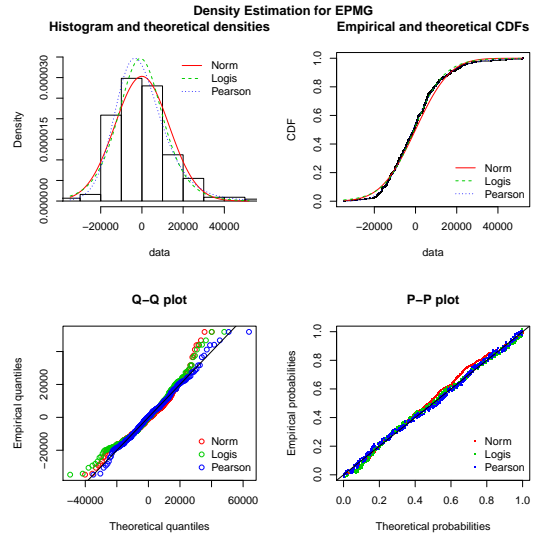 Density Estimation for EPMG
Histogram and theoretical densities
Density
0.000000
0.000015
0.000030
Norm
Logis
Pearson
−20000
0
20000
40000
data
Empirical and theoretical CDFs
CDF
0.0
0.2
0.4
0.6
0.8
1.0
Norm
Logis
Pearson
−20000
0
20000
40000
data
Q−Q plot
Empirical quantiles
−20000
0
20000
Norm
Logis
Pearson
−40000
0
20000
60000
Theoretical quantiles
P−P plot
Empirical probabilities
0.0
0.2
0.4
0.6
0.8
1.0
Norm
Logis
Pearson
0.0
0.2
0.4
0.6
0.8
1.0
Theoretical probabilities